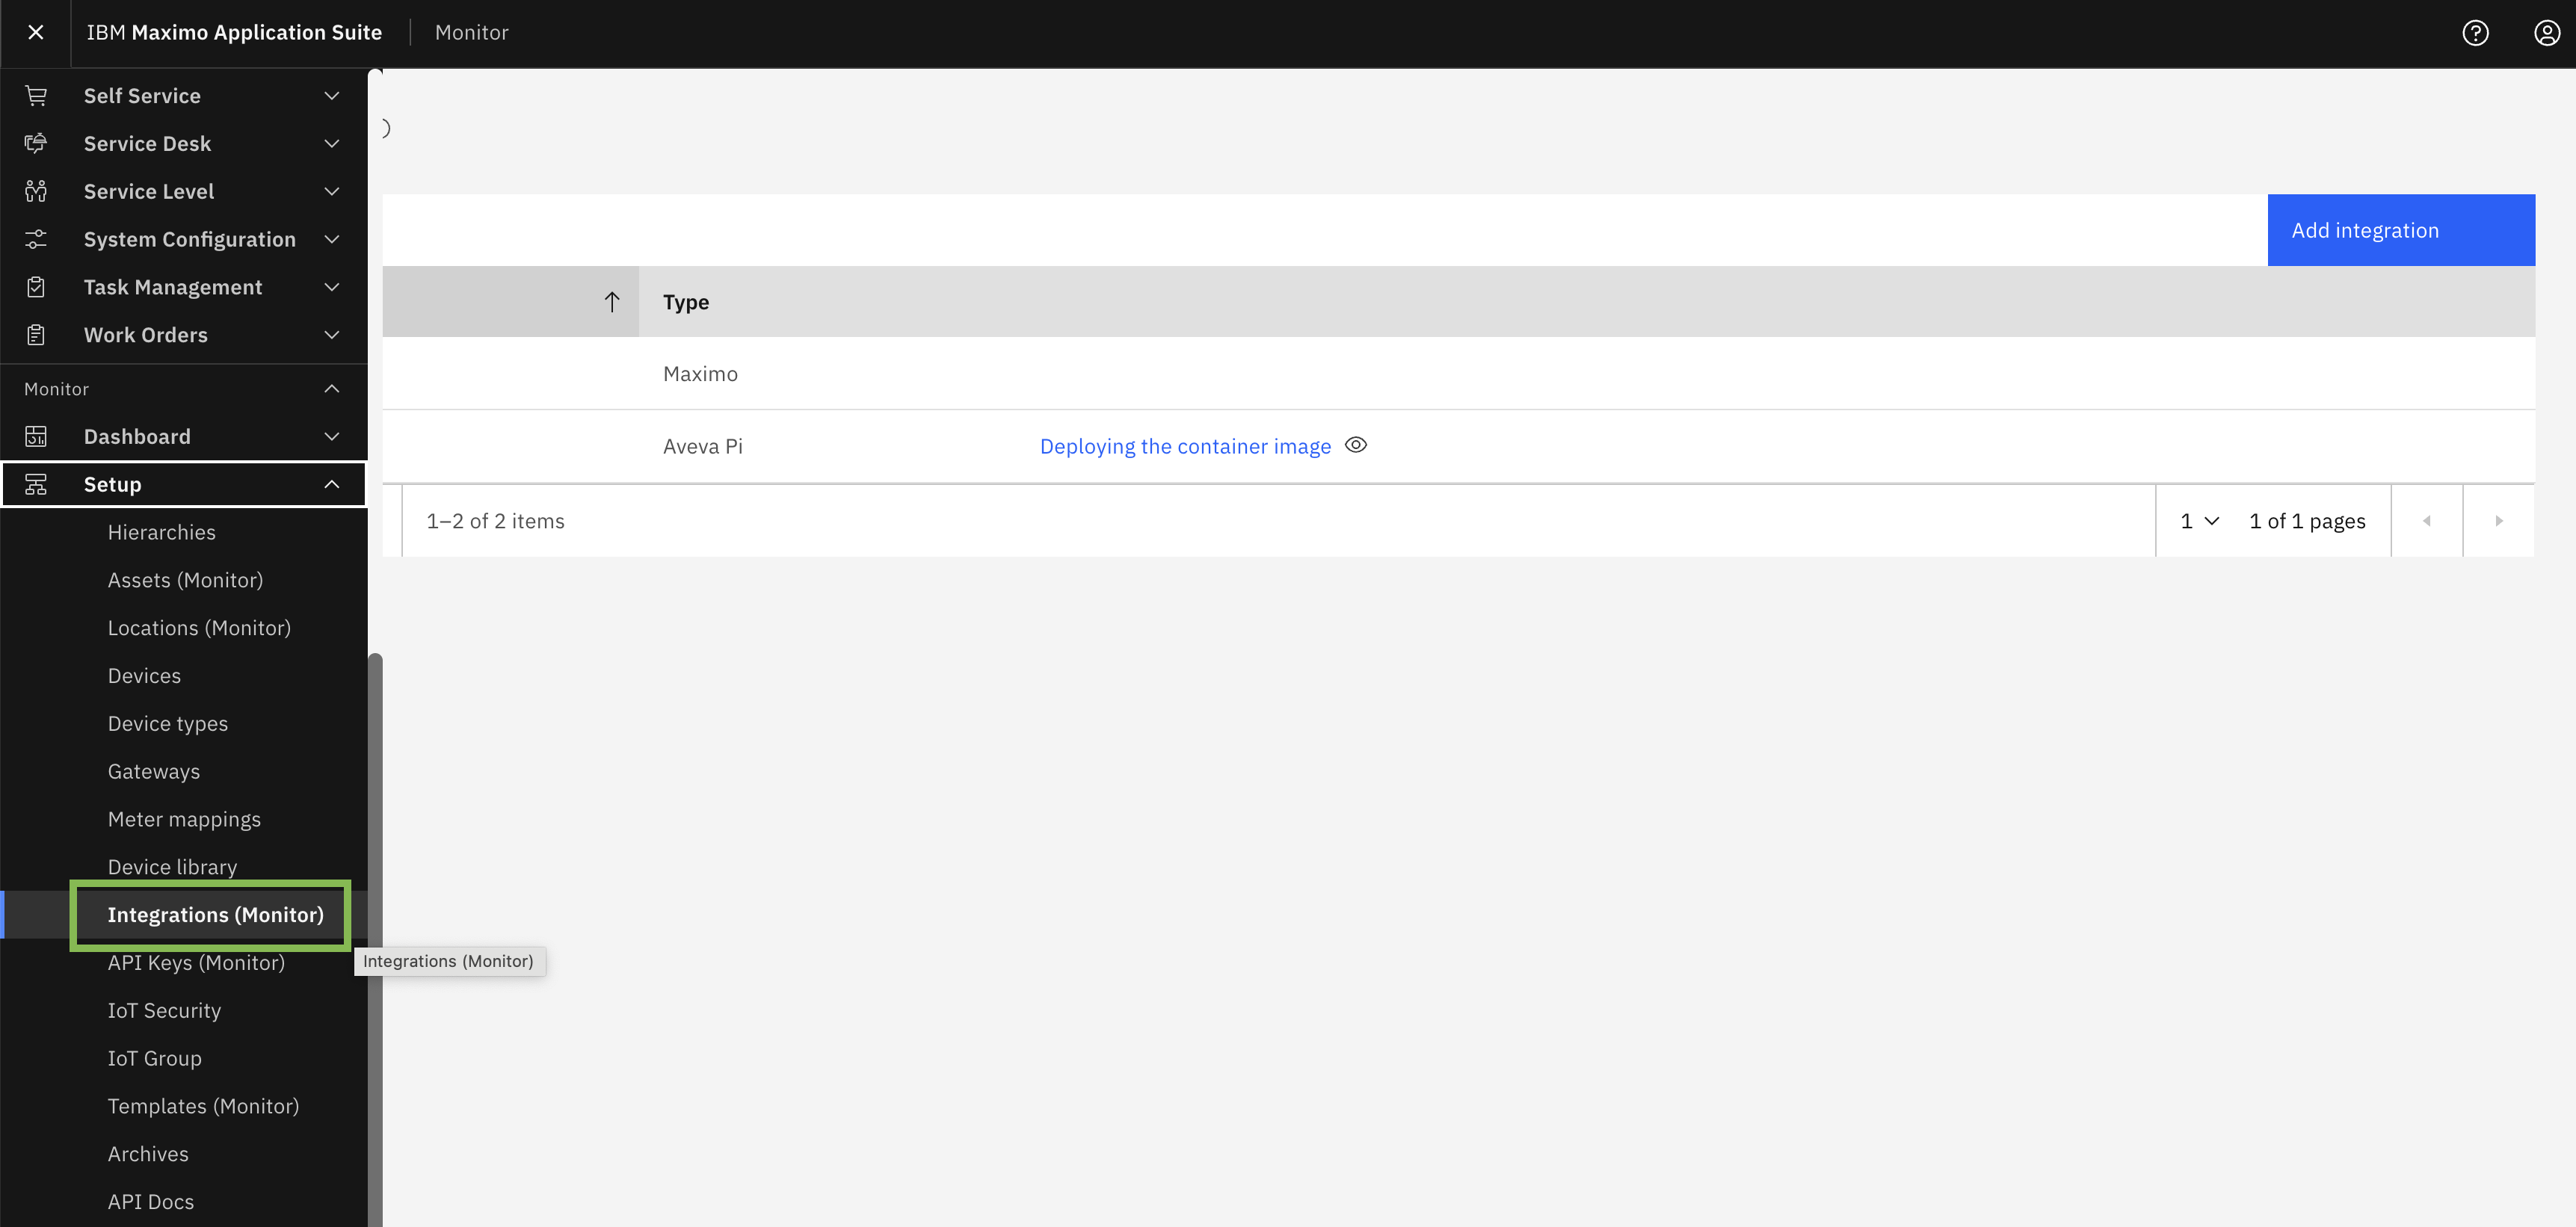 IBM Maximo Application Suite
Monitor
Self Service
Service Desk
Service Level
System Configuration
Task Management
Work Orders
Monitor
Dashboard
Setup
Hierarchies
Assets (Monitor)
Locations (Monitor)
Devices
Device types
Gateways
Meter mappings
Device library
Integrations (Monitor)
API Keys (Monitor)
IoT Security
IoT Group
Templates (Monitor)
Archives
API Docs
Integrations (Monitor)
Add integration
Type
Maximo
Aveva Pi Deploying the container image
1–2 of 2 items 1 1 of 1 pages